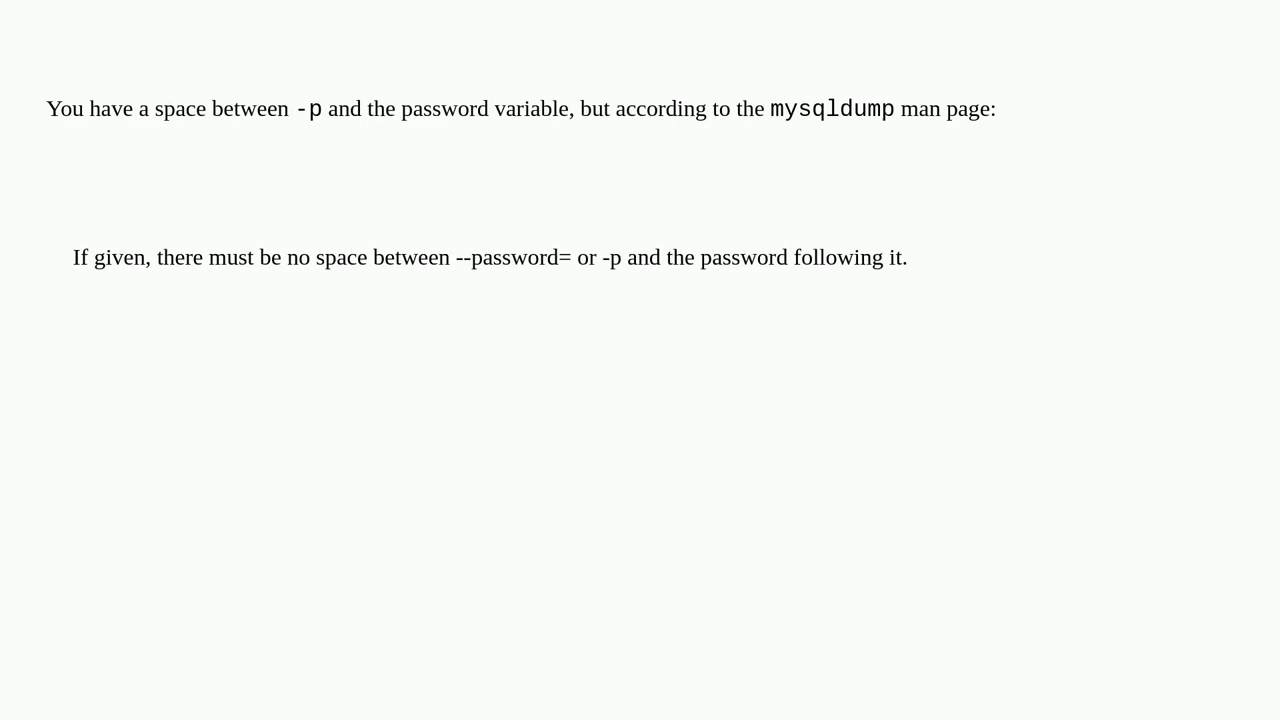 You have a space between -p and the password variable, but according to the mysqldump man page:
If given, there must be no space between --password= or -p and the password following it.